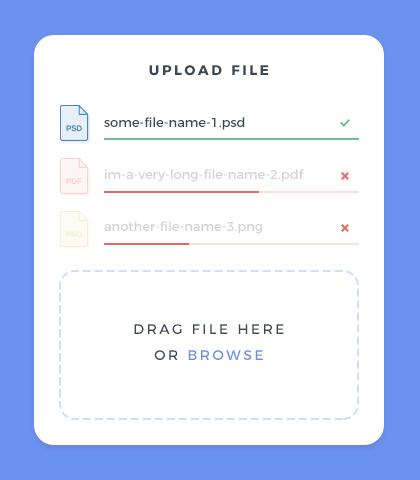 UPLOAD FILE
PSD
some-file-name-1.psd
PDF
im-a-very-long-file-name-2.pdf
PNG
another-file-name-3.png
DRAG FILE HERE
OR BROWSE